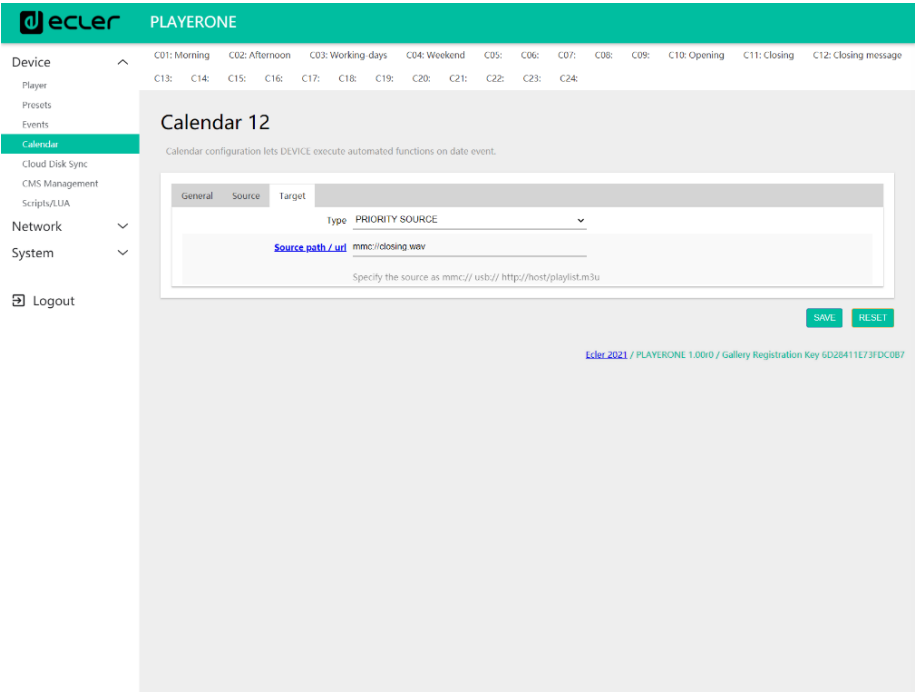 ecler PLAYERONE
Device
Player
Presets
Events
Calendar
Cloud Disk Sync
CMS Management
Scripts/LUA
Network
System
Logout
C01: Morning C02: Afternoon C03: Working-days C04: Weekend C05: C06: C07: C08: C09: C10: Opening C11: Closing C12: Closing message
C13: C14: C15: C16: C17: C18: C19: C20: C21: C22: C23: C24:
Calendar 12
Calendar configuration lets DEVICE execute automated functions on date event.
General Source Target
Type PRIORITY SOURCE
Source path / url mmc://closing.wav
Specify the source as mmc:// usb:// http://host/playlist.m3u
SAVE RESET
Ecler 2021 / PLAYERONE 1.00r0 / Gallery Registration Key 6D28411E73FDC0B7